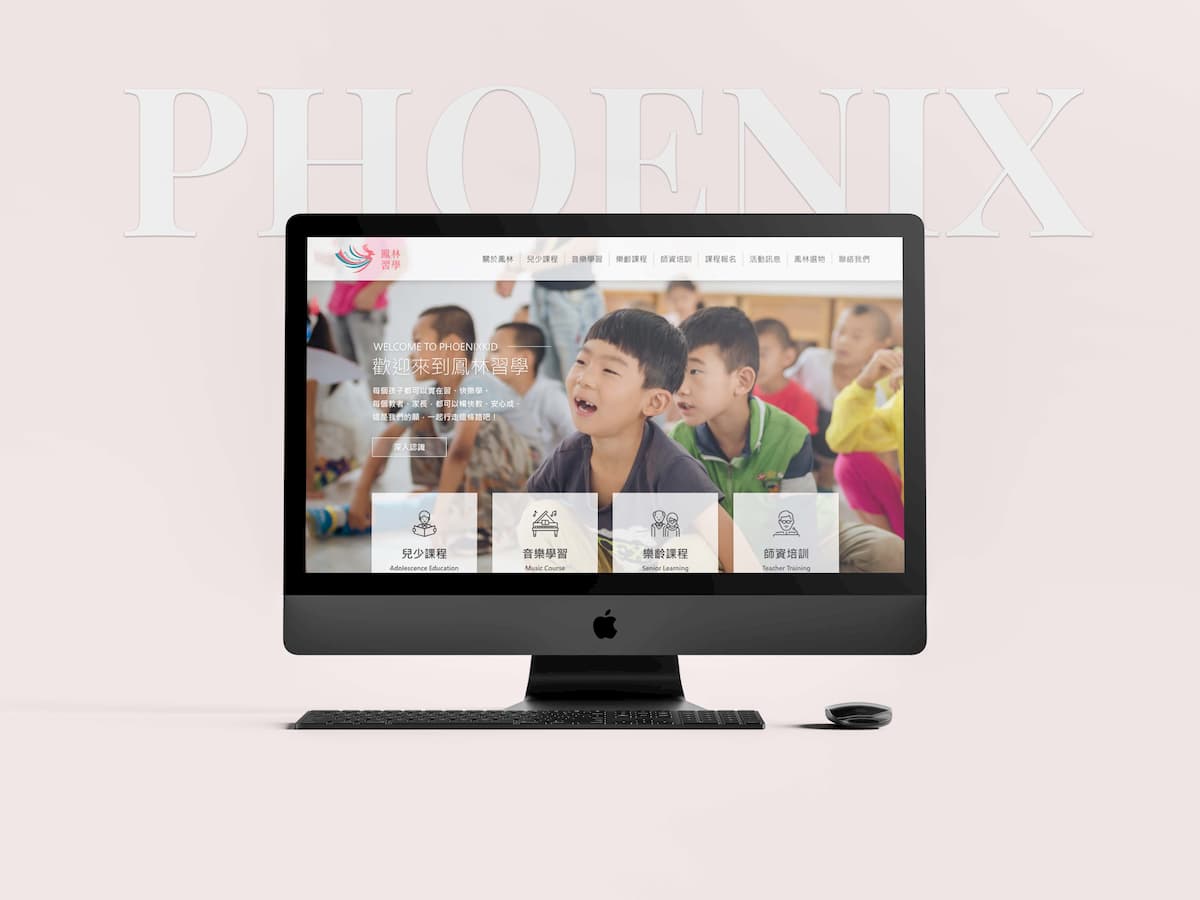 PHOENIX
鳳林
習學
關於鳳林 兒少課程 音樂學習 樂齡課程 師資培訓 課程報名 活動訊息 鳳林選物 聯絡我們
WELCOME TO PHOENIXKID
歡迎來到鳳林習學
每個孩子都可以實在習、快樂學。
每個教者、家長,都可以暢快教、安心成。
這是我們的願,一起行走這條路吧!
深入認識
兒少課程
Adolescence Education
音樂學習
Music Course
樂齡課程
Senior Learning
師資培訓
Teacher Training